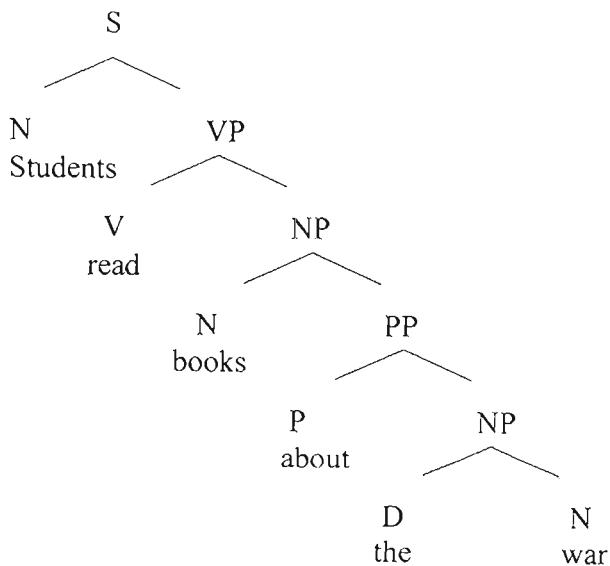 S
N VP
Students
V NP
read
N PP
books
P NP
about
D N
the war